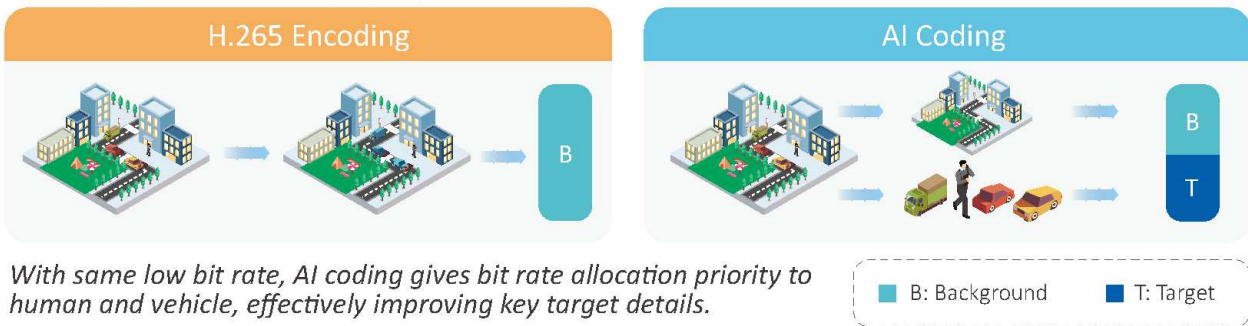 H.265 Encoding
AI Coding
B
B
T
With same low bit rate, AI coding gives bit rate allocation priority to
human and vehicle, effectively improving key target details.
B: Background
T: Target